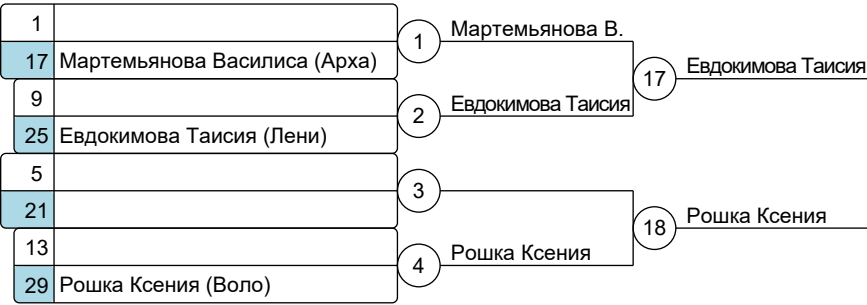 1
17 Мартемьянова Василиса (Арха)
9
25 Евдокимова Таисия (Лени)
5
21
13
29 Рошка Ксения (Воло)
1
Мартемьянова В.
2
Евдокимова Таисия
3
4
Рошка Ксения
17
Евдокимова Таисия
18
Рошка Ксения